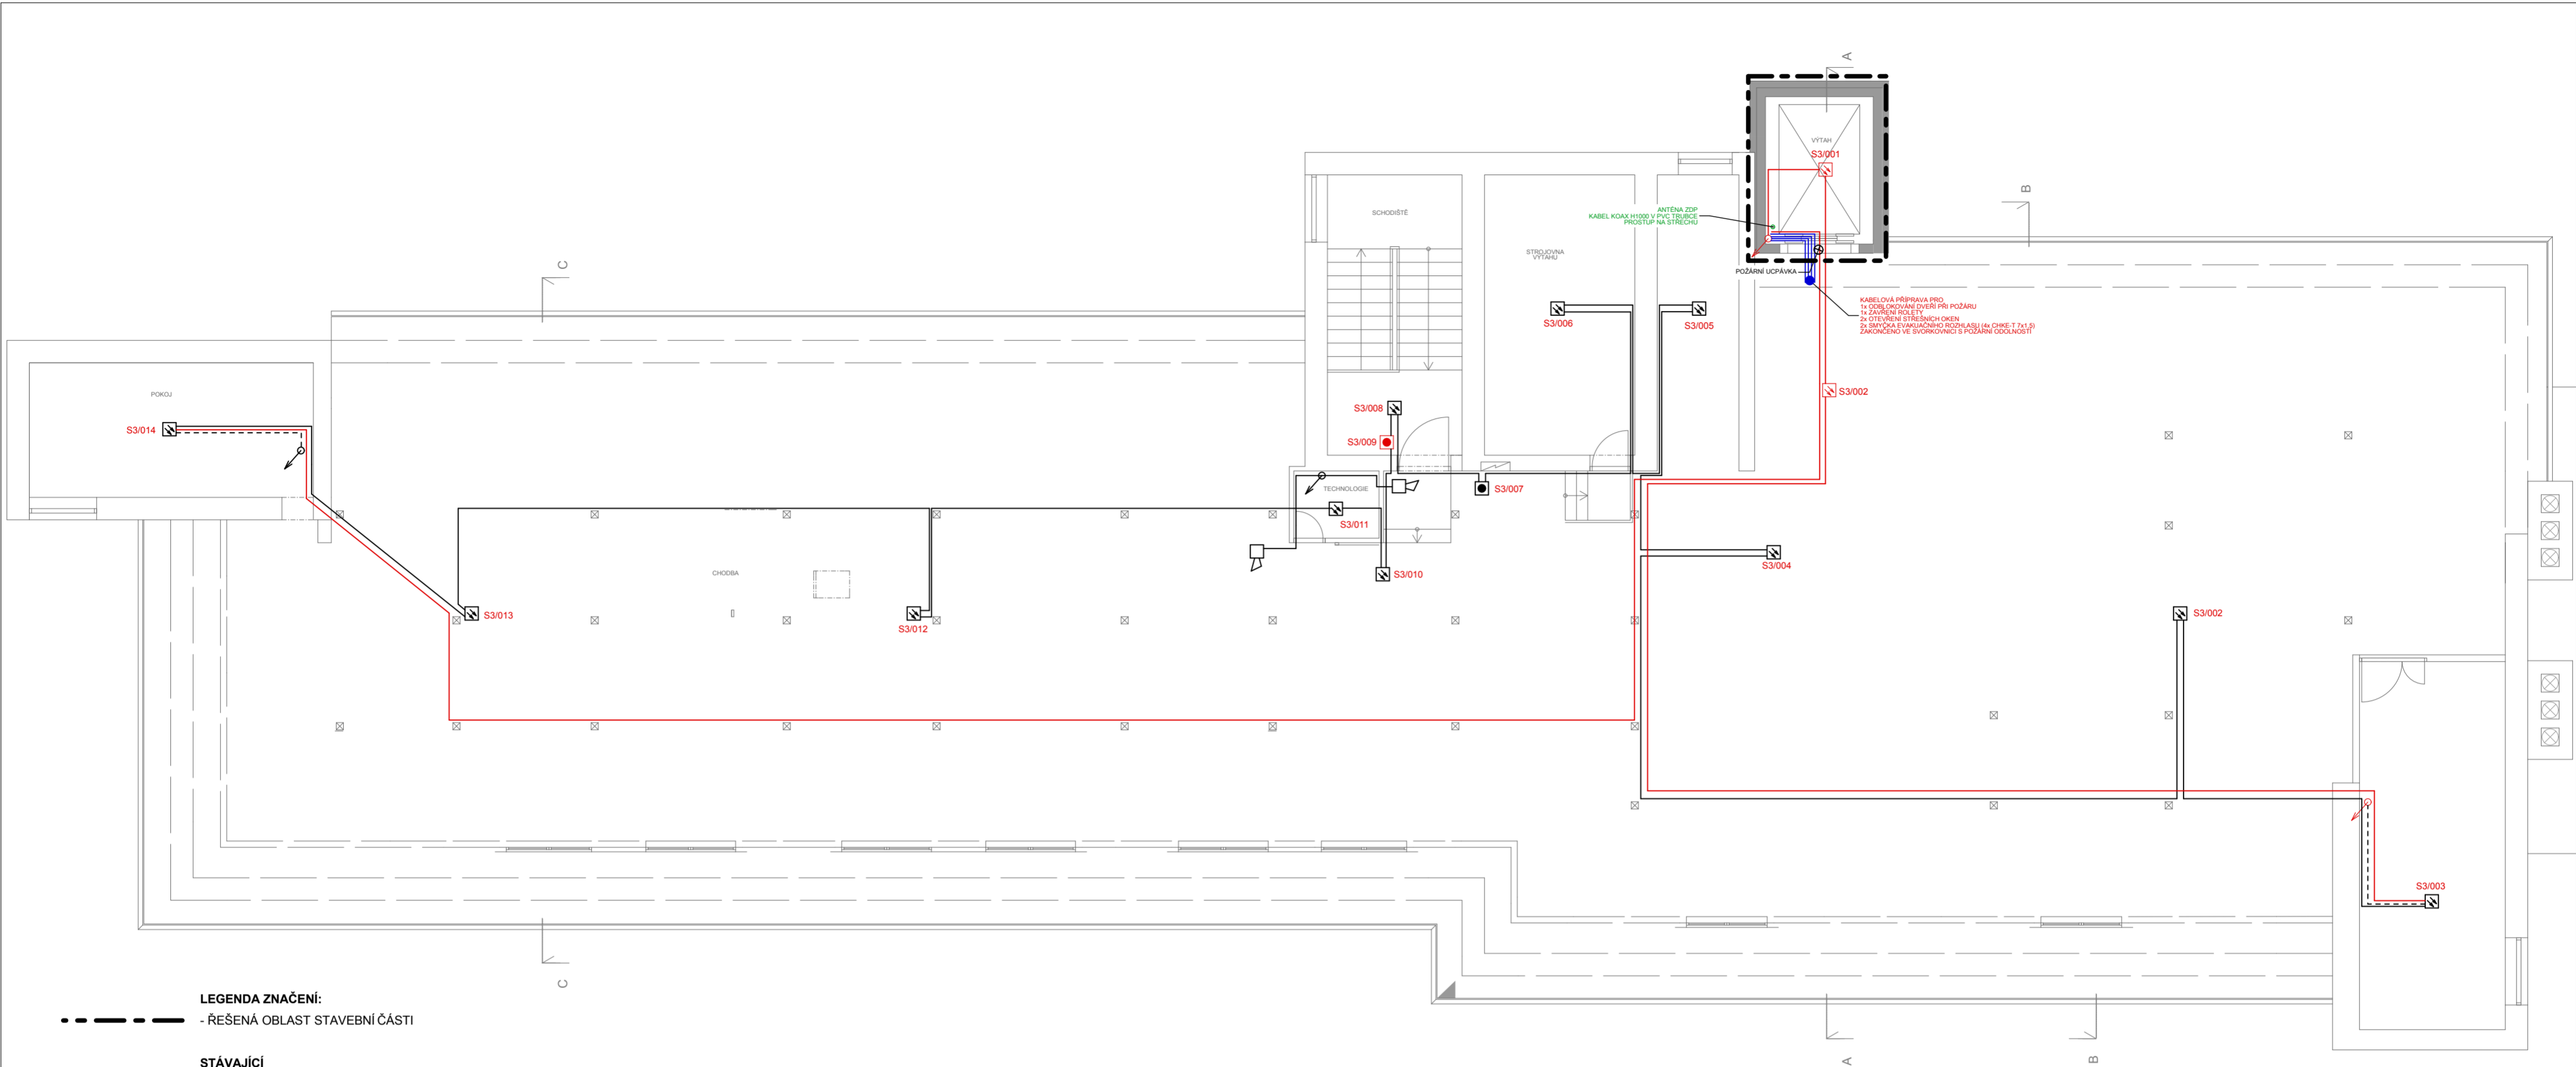 A
VÝTAH
S3/001
B
ANTÉNA ZDP
KABEL KOAX H1000 V PVC TRUBCE
PROSTUP NA STŘECHU
SCHODIŠTĚ
STROJOVNA
VÝTAHU
C
POŽÁRNÍ UCPÁVKA
KABELOVÁ PŘÍPRAVA PRO
1x ODBLOKOVÁNÍ DVEŘÍ PŘI POŽÁRU
1x ZAVŘENÍ ROLETY
2x OTEVŘENÍ STŘEŠNÍCH OKEN
2x SMYČKA EVAKUAČNÍHO ROZHLASU (4x CHKE-T 7x1,5)
ZAKONČENO VE SVORKOVNICI S POŽÁRNÍ ODOLNOSTÍ
S3/006
S3/005
POKOJ
S3/002
S3/008
S3/014
S3/009
TECHNOLOGIE
S3/007
S3/011
CHODBA
S3/010
S3/004
S3/013
S3/012
S3/002
S3/003
C
A
B
LEGENDA ZNAČENÍ:
- ŘEŠENÁ OBLAST STAVEBNÍ ČÁSTI
STÁVAJÍCÍ